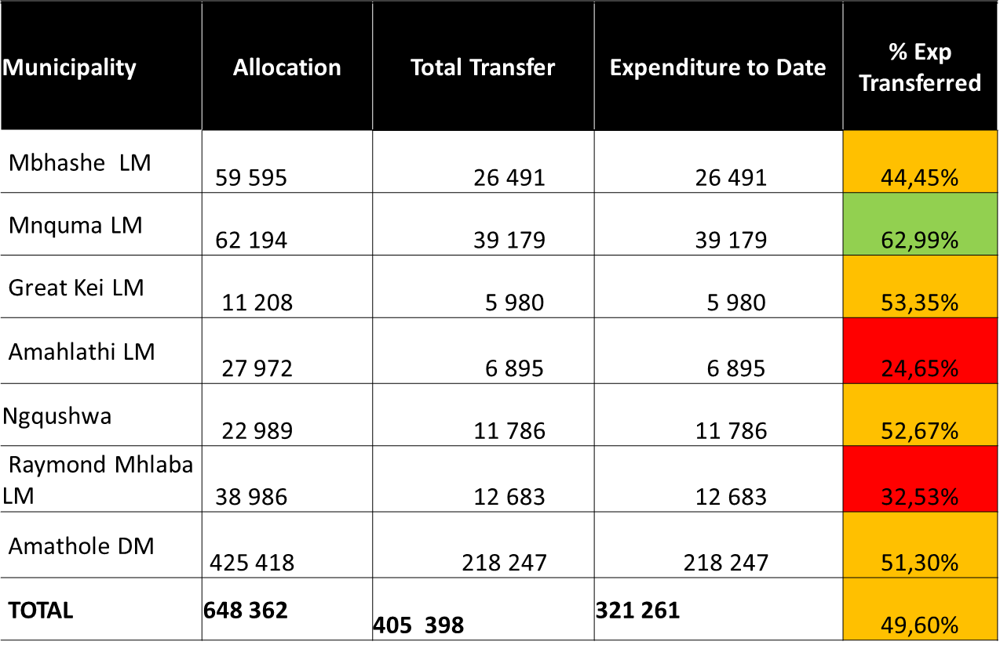 Municipality Allocation Total Transfer Expenditure to Date % Exp Transferred
Mbhashe LM 59 595 26 491 26 491 44,45%
Mnquma LM 62 194 39 179 39 179 62,99%
Great Kei LM 11 208 5 980 5 980 53,35%
Amahlathi LM 27 972 6 895 6 895 24,65%
Ngqushwa 22 989 11 786 11 786 52,67%
Raymond Mhlaba LM 38 986 12 683 12 683 32,53%
Amathole DM 425 418 218 247 218 247 51,30%
TOTAL 648 362 405 398 321 261 49,60%